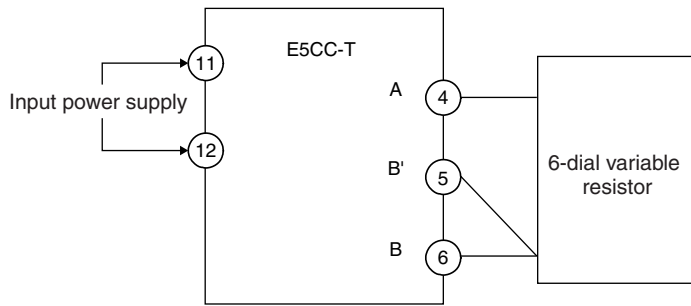 E5CC-T
11
Input power supply
12
A
4
B'
5
B
6
6-dial variable
resistor